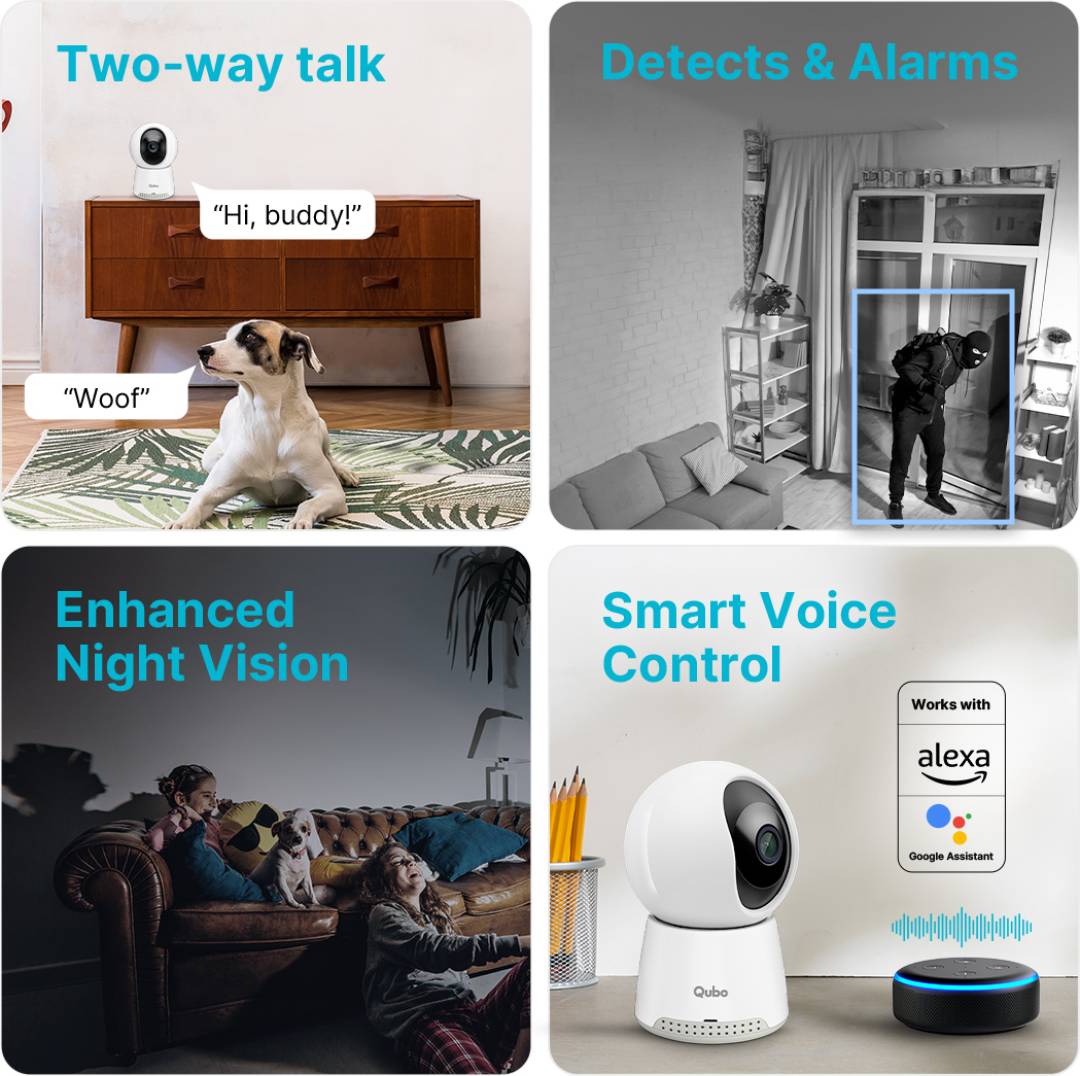 Two-way talk
Qubo
“Hi, buddy!”
“Woof”
Detects & Alarms
Enhanced
Night Vision
Smart Voice
Control
Works with
alexa
Google Assistant
Qubo